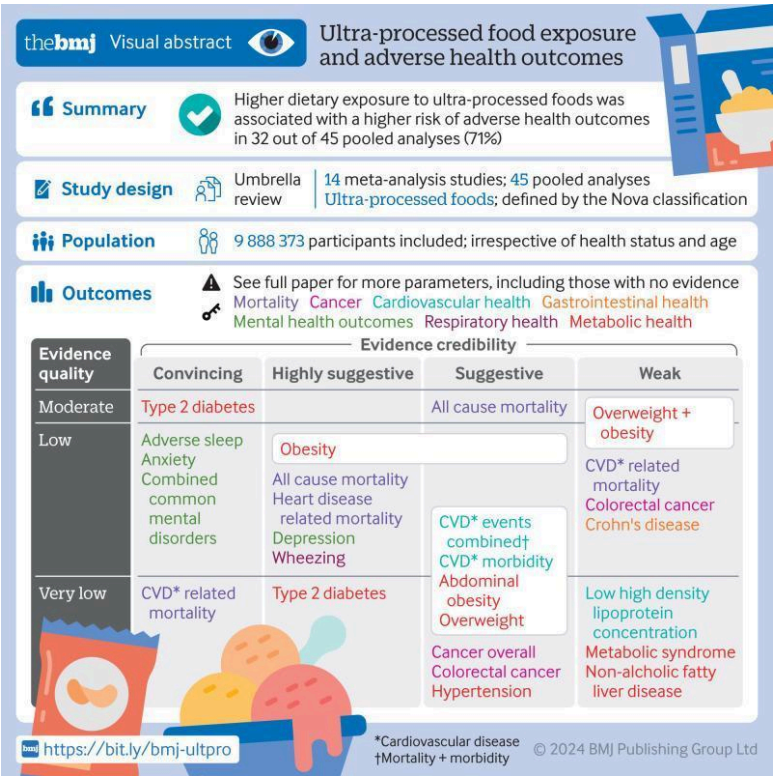 thebmj Visual abstract
Ultra-processed food exposure
and adverse health outcomes
Summary
Higher dietary exposure to ultra-processed foods was
associated with a higher risk of adverse health outcomes
in 32 out of 45 pooled analyses (71%)
Study design
Umbrella
review
14 meta-analysis studies; 45 pooled analyses
Ultra-processed foods; defined by the Nova classification
Population
9 888 373 participants included; irrespective of health status and age
Outcomes
See full paper for more parameters, including those with no evidence
Mortality Cancer Cardiovascular health Gastrointestinal health
Mental health outcomes Respiratory health Metabolic health
Evidence
quality
Evidence credibility
Convincing
Highly suggestive
Suggestive
Weak
Moderate
Type 2 diabetes
All cause mortality
Overweight +
obesity
Low
Adverse sleep
Anxiety
Combined
common
mental
disorders
Obesity
All cause mortality
Heart disease
related mortality
Depression
Wheezing
CVD* events
combined†
CVD* morbidity
Abdominal
obesity
Overweight
CVD* related
mortality
Colorectal cancer
Crohn's disease
Very low
CVD* related
mortality
Type 2 diabetes
Cancer overall
Colorectal cancer
Hypertension
Low high density
lipoprotein
concentration
Metabolic syndrome
Non-alcholic fatty
liver disease
bmj https://bit.ly/bmj-ultpro
*Cardiovascular disease
†Mortality + morbidity
© 2024 BMJ Publishing Group Ltd